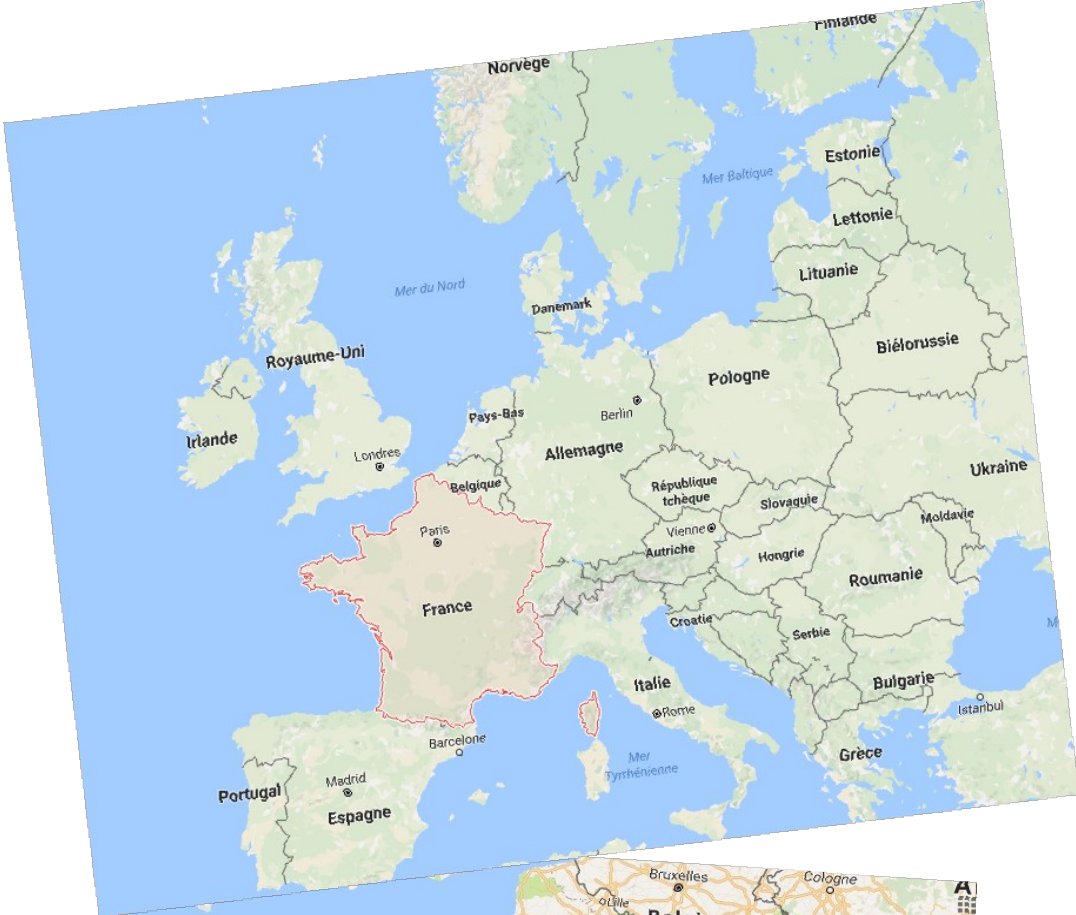 Finlande
Norvège
Estonie
Mer Baltique
Lettonie
Lituanie
Mer du Nord
Danemark
Biélorussie
Royaume-Uni
Pologne
Berlin
Pays-Bas
Irlande
Allemagne
Londres
Ukraine
Belgique
République
tchèque
Slovaquie
Moldavie
Paris
Vienne
Autriche
Hongrie
Roumanie
France
Croatie
Serbie
Italie
Bulgarie
Rome
Istanbul
Barcelone
Grèce
Mer
Tyrrhénienne
Madrid
Portugal
Espagne
Bruxelles
Cologne
Lille